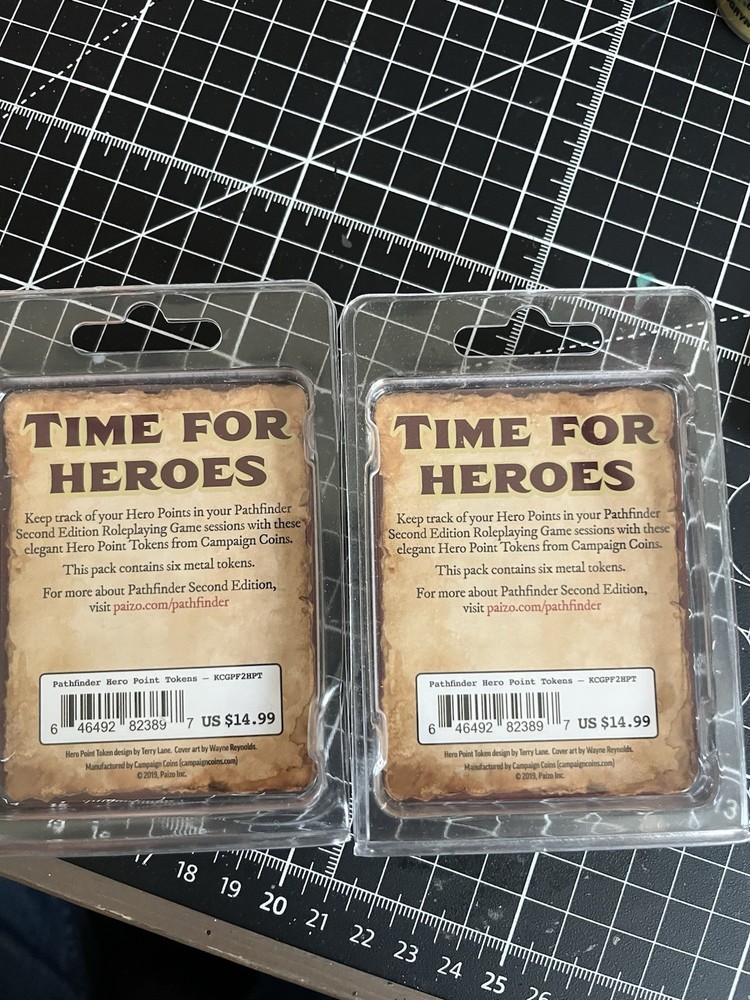 TIME FOR
HEROES
Keep track of your Hero Points in your Pathfinder
Second Edition Roleplaying Game sessions with these
elegant Hero Point Tokens from Campaign Coins.
This pack contains six metal tokens.
For more about Pathfinder Second Edition,
visit paizo.com/pathfinder
Pathfinder Hero Point Tokens — KCGPF2HPT
6 46492 82389 7 US $14.99
Hero Point Token design by Terry Lane. Cover art by Wayne Reynolds.
Manufactured by Campaign Coins (campaigncoins.com)
© 2019, Paizo Inc.
TIME FOR
HEROES
Keep track of your Hero Points in your Pathfinder
Second Edition Roleplaying Game sessions with these
elegant Hero Point Tokens from Campaign Coins.
This pack contains six metal tokens.
For more about Pathfinder Second Edition,
visit paizo.com/pathfinder
Pathfinder Hero Point Tokens — KCGPF2HPT
6 46492 82389 7 US $14.99
Hero Point Token design by Terry Lane. Cover art by Wayne Reynolds.
Manufactured by Campaign Coins (campaigncoins.com)
© 2019, Paizo Inc.
3
17 18 19 20 21 22 23 24 25 26